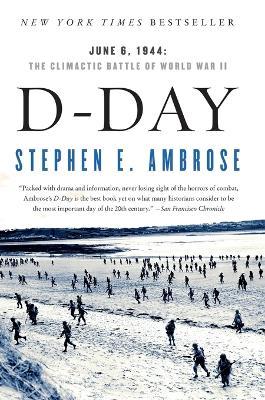 NEW YORK TIMES BESTSELLER
JUNE 6, 1944:
THE CLIMACTIC BATTLE OF WORLD WAR II
D-DAY
STEPHEN E. AMBROSE
"Packed with drama and information, never losing sight of the horrors of combat,
Ambrose's D-Day is the best book yet on what many historians consider to be
the most important day of the 20th century." —San Francisco Chronicle